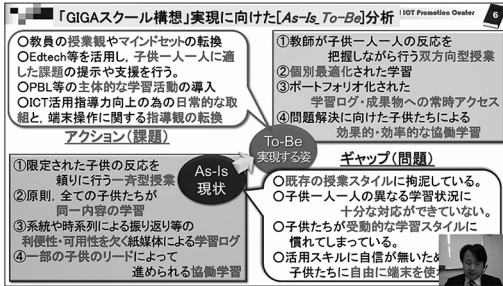 「GIGAスクール構想」実現に向けた[As-Is_To-Be]分析
ICT Promotion Center
6
〇教員の授業観やマインドセットの転換
〇Edtech等を活用し、子供一人一人に適
した課題の提示や支援を行う。
〇PBL等の主体的な学習活動の導入
〇ICT活用指導力向上の為の日常的な取
組と、端末操作に関する指導観の転換
アクション（課題）
①教師が子供一人一人の反応を
把握しながら行う双方向型授業
②個別最適化された学習
③ポートフォリオ化された
学習ログ・成果物への常時アクセス
④問題解決に向けた子供たちによる
効果的・効率的な協働学習
To-Be
実現する姿
As-Is
現状
①限定された子供の反応を
頼りに行う一斉型授業
②原則，全ての子供たちが
同一内容の学習
③系統や時系列による振り返り等の
利便性・可用性を欠く紙媒体による学習ログ
④一部の子供のリードによって
進められる協働学習
ギャップ（問題）
〇既存の授業スタイルに拘泥している。
〇子供一人一人の異なる学習状況に
十分な対応ができていない。
〇子供たちが受動的な学習スタイルに
慣れてしまっている。
〇活用スキルに自信が無いため
子供たちに自由に端末を使